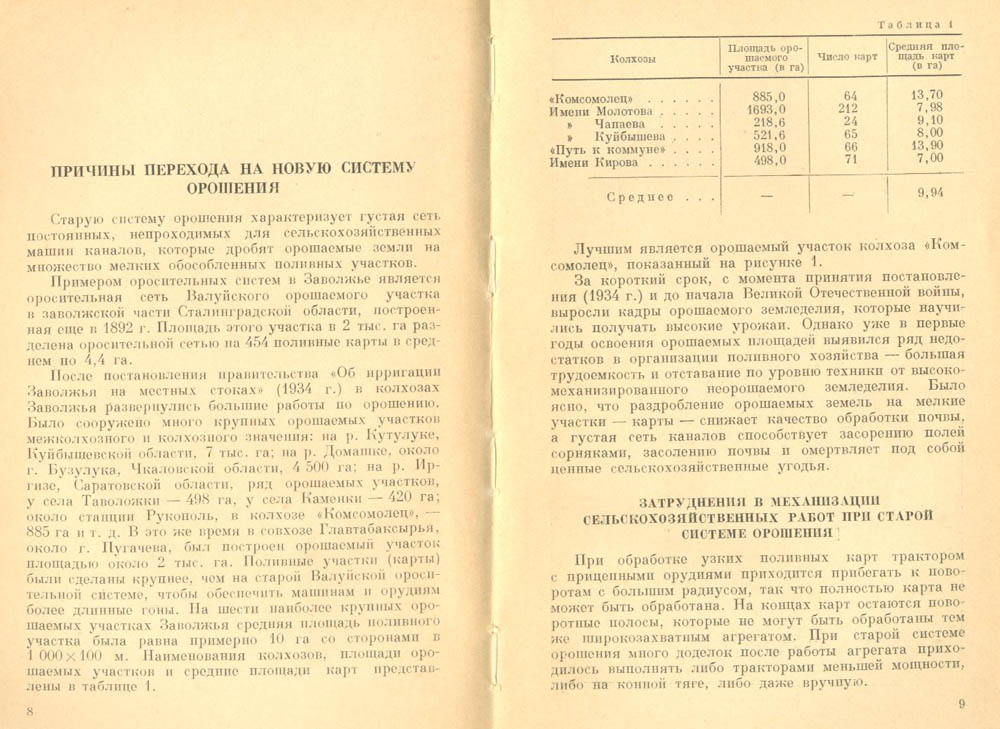 ПРИЧИНЫ ПЕРЕХОДА НА НОВУЮ СИСТЕМУ
ОРОШЕНИЯ
Старую систему орошения характеризует густая сеть
постоянных, непроходимых для сельскохозяйственных
машин каналов, которые дробят орошаемые земли на
множество мелких обособленных поливных участков.
Примером оросительных систем в Заволжье является
оросительная сеть Валуйского орошаемого участка
в заволжской части Сталинградской области, построен-
ная еще в 1892 г. Площадь этого участка в 2 тыс. га раз-
делена оросительной сетью на 454 поливные карты в сред-
нем по 4,4 га.
После постановления правительства «Об ирригации
Заволжья на местных стоках» (1934 г.) в колхозах
Заволжья развернулись большие работы по орошению.
Было сооружено много крупных орошаемых участков
межколхозного и колхозного значения: на р. Кутулуке,
Куйбышевской области, 7 тыс. га; на р. Домашке, около
г. Бузулука, Чкаловской области, 4 500 га; на р. Ир-
гизе, Саратовской области, ряд орошаемых участков,
у села Таволожки — 498 га, у села Каменки — 420 га;
около станции Рукополь, в колхозе «Комсомолец», —
885 га и т. д. В это же время в совхозе Главтабаксырья,
около г. Пугачева, был построен орошаемый участок
площадью около 2 тыс. га. Поливные участки (карты)
были сделаны крупнее, чем на старой Валуйской ороси-
тельной системе, чтобы обеспечить машинам и орудиям
более длинные гоны. На шести наиболее крупных оро-
шаемых участках Заволжья средняя площадь поливного
участка была равна примерно 10 га со сторонами в
1 000×100 м. Наименования колхозов, площади оро-
шаемых участков и средние площади карт представ-
лены в таблице 1.
8
Таблица 1
Колхозы Площадь оро-шаемого участка (в га) Число карт Средняя пло-щадь карт (в га)
«Комсомолец» . . . . . . 885,0 64 13,70
Имени Молотова . . . . . 1693,0 212 7,98
» Чапаева . . . . . 218,6 24 9,10
» Куйбышева . . . . 521,6 65 8,00
«Путь к коммуне» . . . . 918,0 66 13,90
Имени Кирова . . . . . . 498,0 71 7,00
Среднее . . . — — 9,94
Лучшим является орошаемый участок колхоза «Ком-
сомолец», показанный на рисунке 1.
За короткий срок, с момента принятия постановле-
ния (1934 г.) и до начала Великой Отечественной войны,
выросли кадры орошаемого земледелия, которые научи-
лись получать высокие урожаи. Однако уже в первые
годы освоения орошаемых площадей выявился ряд недо-
статков в организации поливного хозяйства — большая
трудоемкость и отставание по уровню техники от высоко-
механизированного неорошаемого земледелия. Было
ясно, что раздробление орошаемых земель на мелкие
участки — карты — снижает качество обработки почвы,
а густая сеть каналов способствует засорению полей
сорняками, засолению почвы и омертвляет под собой
ценные сельскохозяйственные угодья.
ЗАТРУДНЕНИЯ В МЕХАНИЗАЦИИ
СЕЛЬСКОХОЗЯЙСТВЕННЫХ РАБОТ ПРИ СТАРОЙ
СИСТЕМЕ ОРОШЕНИЯ
При обработке узких поливных карт трактором
с прицепными орудиями приходится прибегать к пово-
ротам с большим радиусом, так что полностью карта не
может быть обработана. На концах карт остаются пово-
ротные полосы, которые не могут быть обработаны тем
же широкозахватным агрегатом. При старой системе
орошения много доделок после работы агрегата прихо-
дилось выполнять либо тракторами меньшей мощности,
либо на конной тяге, либо даже вручную.
9